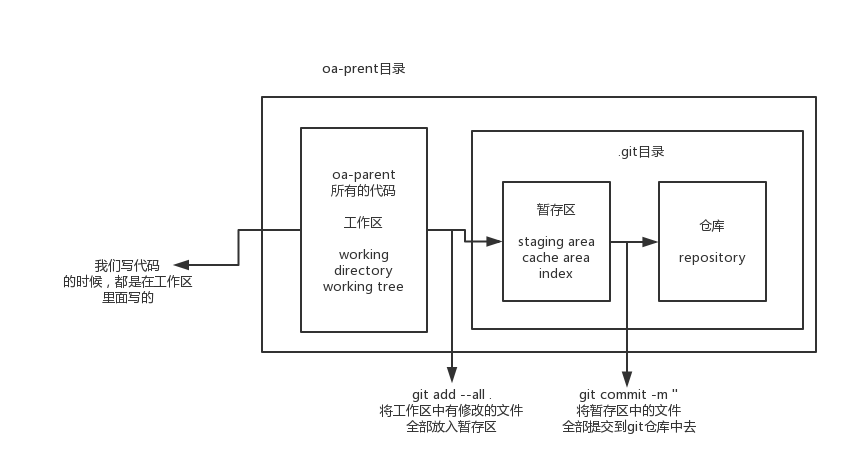 oa-prent目录
oa-parent
所有的代码
工作区
working
directory
working tree
.git目录
暂存区
staging area
cache area
index
仓库
repository
我们写代码
的时候，都是在工作区
里面写的
git add --all .
将工作区中有修改的文件
全部放入暂存区
git commit -m ''
将暂存区中的文件
全部提交到git仓库中去